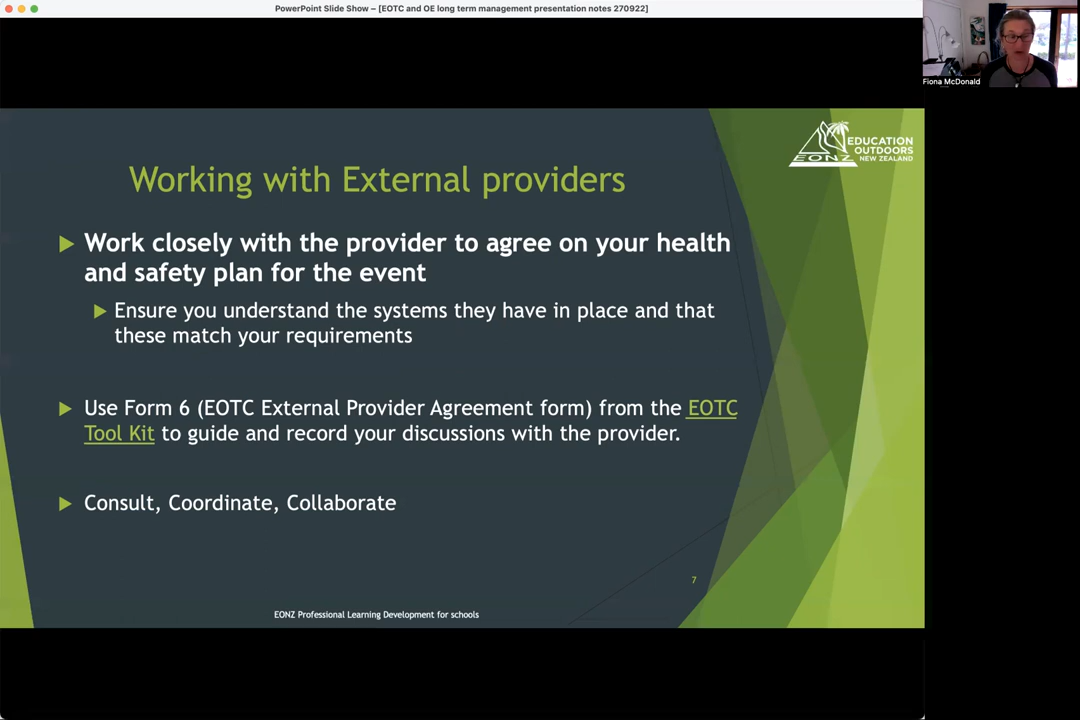 PowerPoint Slide Show – [EOTC and OE long term management presentation notes 270922]
Fiona McDonald
EDUCATION
OUTDOORS
NEW ZEALAND
EONZ
Working with External providers
Work closely with the provider to agree on your health
and safety plan for the event
Ensure you understand the systems they have in place and that
these match your requirements
Use Form 6 (EOTC External Provider Agreement form) from the EOTC
Tool Kit to guide and record your discussions with the provider.
Consult, Coordinate, Collaborate
7
EONZ Professional Learning Development for schools